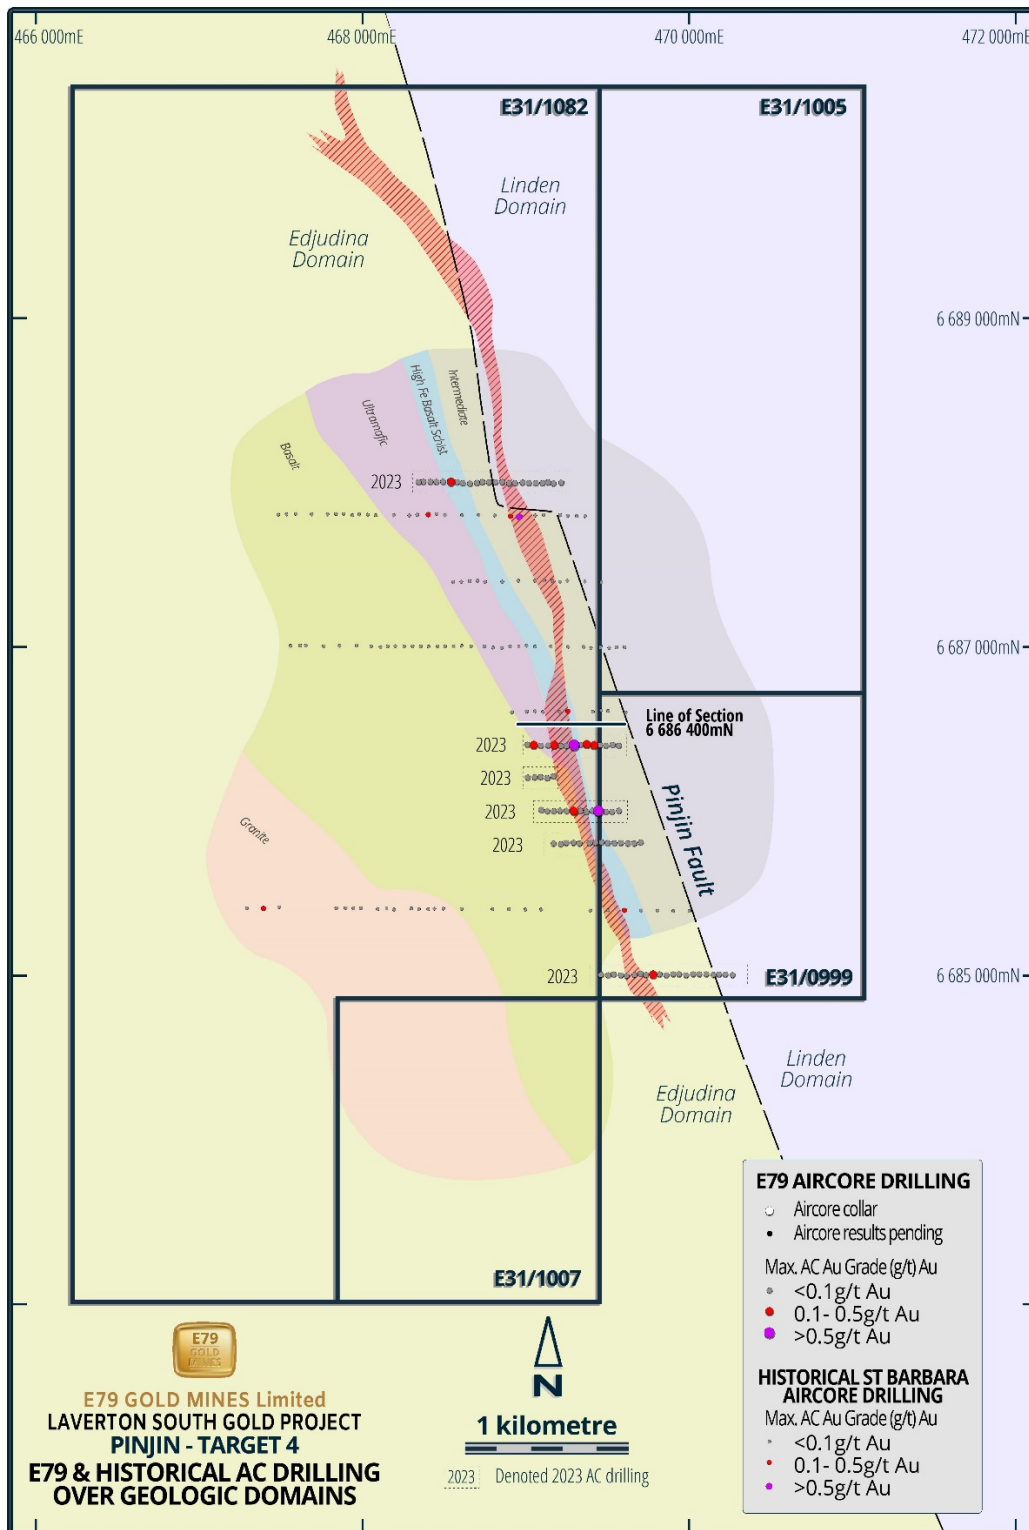 466 000mE
468 000mE
470 000mE
472 000mE
E31/1082
E31/1005
Linden
Domain
Edjudina
Domain
6 689 000mN
High Fe Basalt Schist
Intermediate
Ultramafic
Basalt
2023
6 687 000mN
Line of Section
6 686 400mN
2023
2023
2023
2023
Pinjin Fault
Granite
2023
E31/0999
6 685 000mN
Linden
Domain
Edjudina
Domain
E31/1007
E79 AIRCORE DRILLING
Aircore collar
Aircore results pending
Max. AC Au Grade (g/t) Au
<0.1g/t Au
0.1- 0.5g/t Au
>0.5g/t Au
HISTORICAL ST BARBARA
AIRCORE DRILLING
Max. AC Au Grade (g/t) Au
<0.1g/t Au
0.1- 0.5g/t Au
>0.5g/t Au
E79
GOLD
MINES
E79 GOLD MINES Limited
LAVERTON SOUTH GOLD PROJECT
PINJIN - TARGET 4
E79 & HISTORICAL AC DRILLING
OVER GEOLOGIC DOMAINS
N
1 kilometre
2023 Denoted 2023 AC drilling